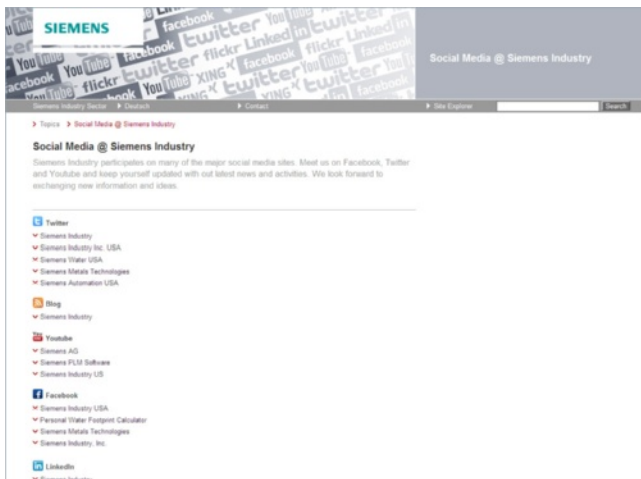 SIEMENS
Social Media @ Siemens Industry
Siemens Industry Sector
Deutsch
Contact
Site Explorer
Search
Topics
Social Media @ Siemens Industry
Social Media @ Siemens Industry
Siemens Industry participates on many of the major social media sites. Meet us on Facebook, Twitter
and Youtube and keep yourself updated with out latest news and activities. We look forward to
exchanging new information and ideas.
Twitter
Siemens Industry
Siemens Industry Inc. USA
Siemens Water USA
Siemens Metals Technologies
Siemens Automation USA
Blog
Siemens Industry
Youtube
Siemens AG
Siemens PLM Software
Siemens Industry US
Facebook
Siemens Industry USA
Personal Water Footprint Calculator
Siemens Metals Technologies
Siemens Industry, Inc.
LinkedIn
Siemens Industry